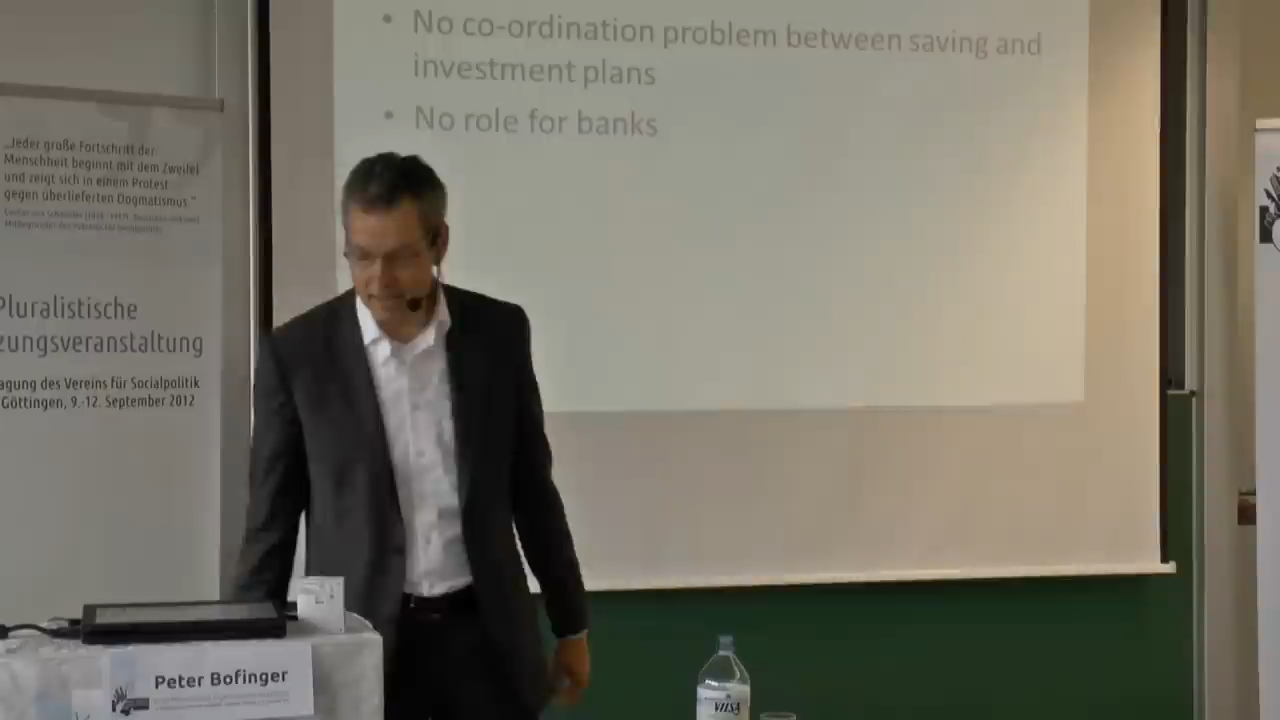 • No co-ordination problem between saving and
investment plans
• No role for banks
„Jeder große Fortschritt der
Menschheit beginnt mit dem Zweifel
und zeigt sich in einem Protest
gegen überlieferten Dogmatismus."
Pluralistische
zungsveranstaltung
agung des Vereins für Socialpolitik
Göttingen, 9.-12. September 2012
Peter Bofinger
VILSA